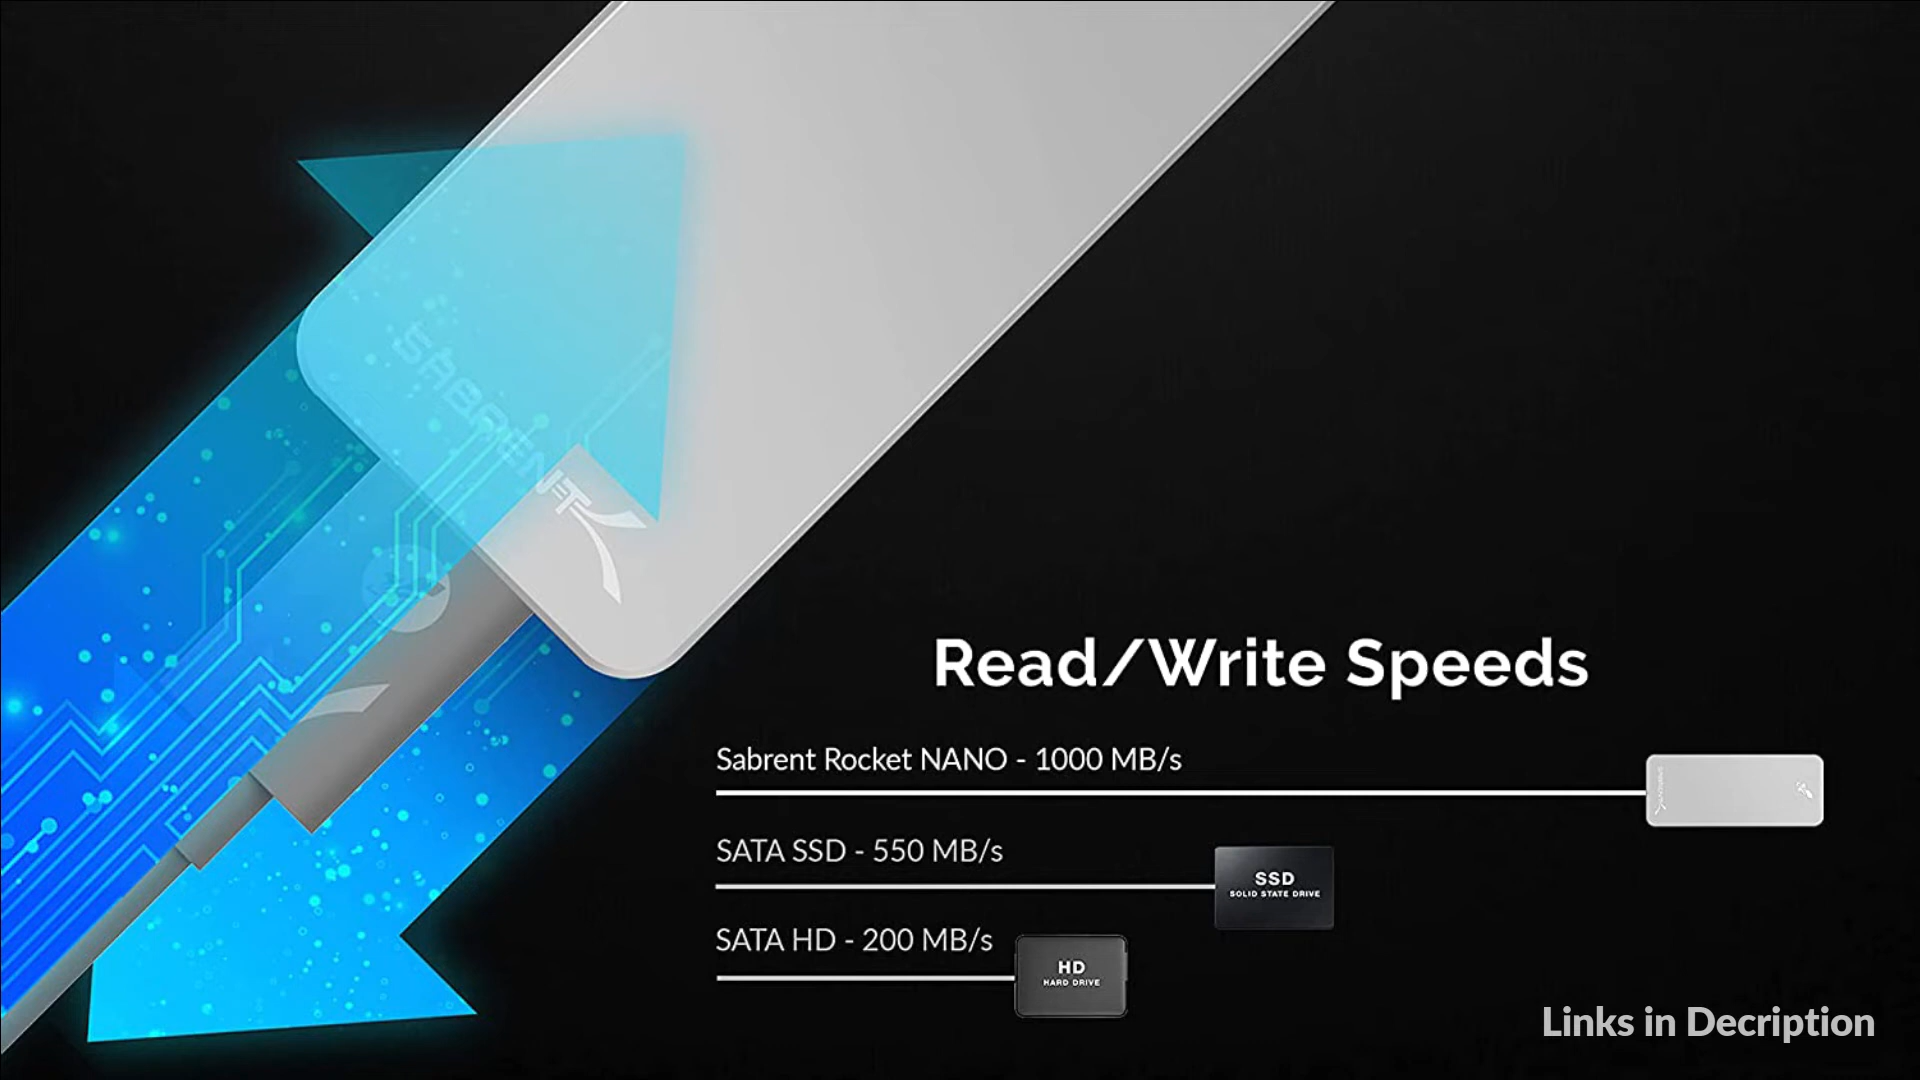 SABRENT
Read/Write Speeds
Sabrent Rocket NANO - 1000 MB/s
SATA SSD - 550 MB/s
SSD
SOLID STATE DRIVE
SATA HD - 200 MB/s
HD
HARD DRIVE
Links in Decription